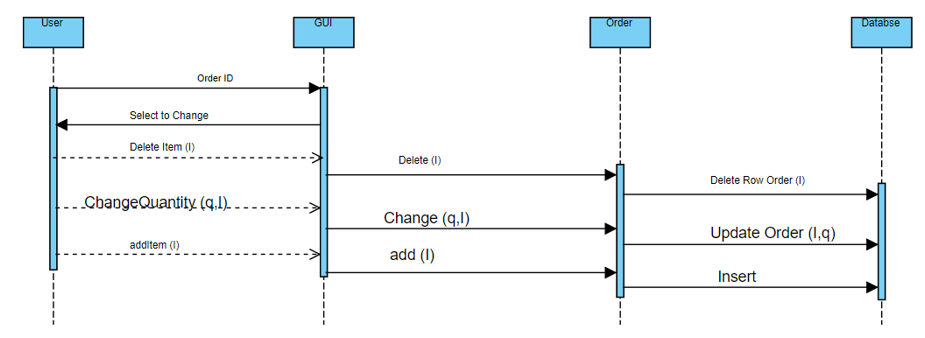 User
GUI
Order
Databse
Order ID
Select to Change
Delete Item (I)
Delete (I)
Delete Row Order (I)
ChangeQuantity (q,I)
Change (q,I)
Update Order (I,q)
addItem (I)
add (I)
Insert